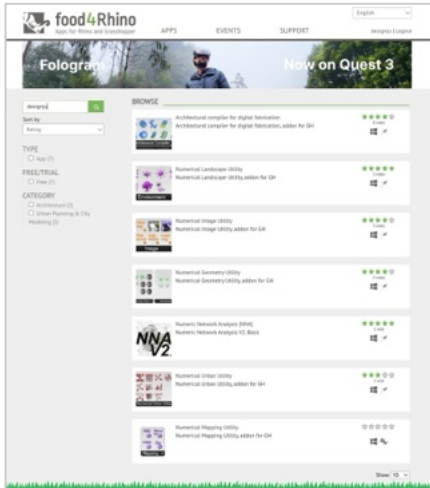 English
food4Rhino
Apps for Rhino and Grasshopper
APPS EVENTS SUPPORT
Logout
Fologram Now on Quest 3
BROWSE
Sort by
Rating
TYPE
App (7)
FREE/TRIAL
Free (7)
CATEGORY
Architecture (2)
Urban Planning & City
Modeling (5)
Architectural compiler for digital fabrication
Architectural compiler for digital fabrication, addon for GH
Numerical Landscape Utility
Numerical Landscape Utility, addon for GH
Environment
Numerical Image Utility
Numerical Image Utility, addon for GH
Image
Numerical Geometry Utility
Numerical Geometry Utility, addon for GH
Numeric Network Analysis (NNA)
Numeric Network Analysis V2. Basic
NNA
V2.
Numerical Urban Utility
Numerical Urban Utility, addon for GH
Numerical Mapping Utility
Numerical Mapping Utility, addon for GH
Show 10